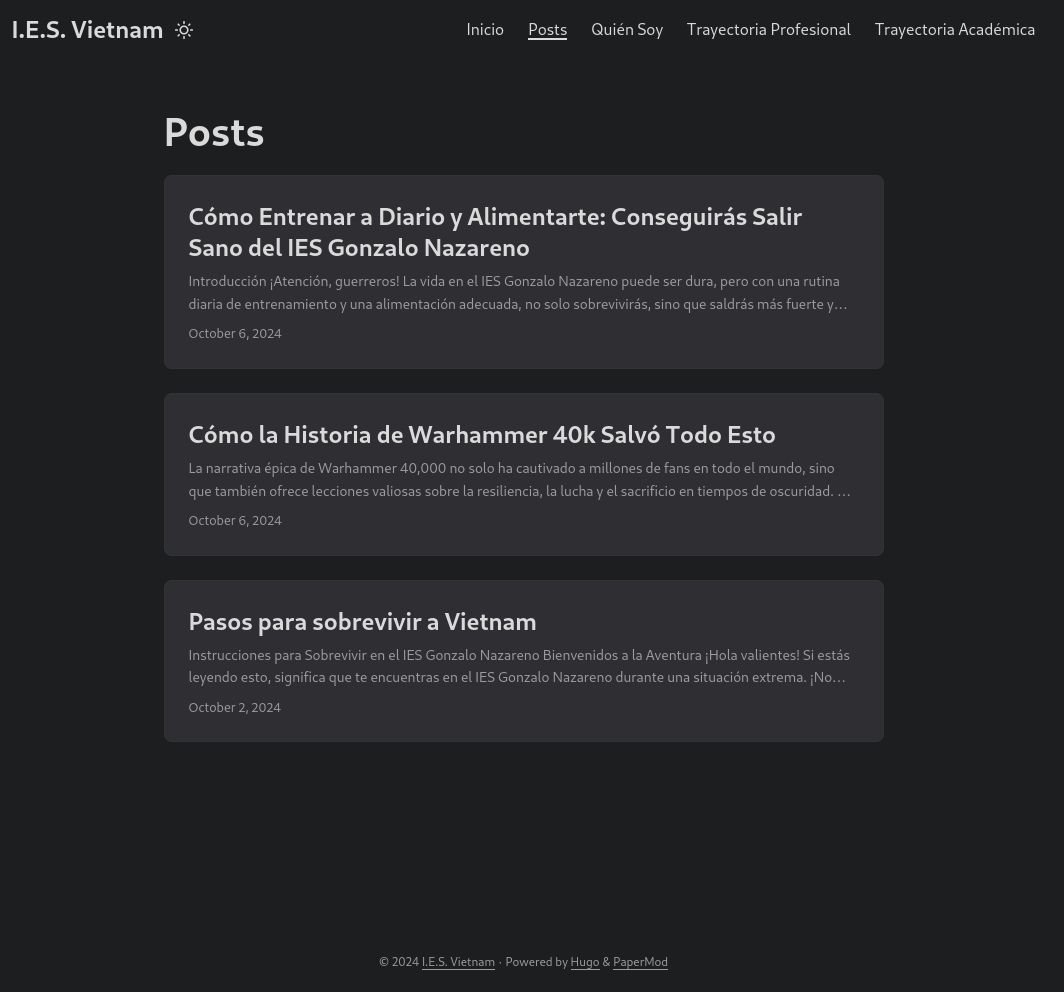 I.E.S. Vietnam
Inicio Posts Quién Soy Trayectoria Profesional Trayectoria Académica
Posts
Cómo Entrenar a Diario y Alimentarte: Conseguirás Salir
Sano del IES Gonzalo Nazareno
Introducción ¡Atención, guerreros! La vida en el IES Gonzalo Nazareno puede ser dura, pero con una rutina
diaria de entrenamiento y una alimentación adecuada, no solo sobrevivirás, sino que saldrás más fuerte y…
October 6, 2024
Cómo la Historia de Warhammer 40k Salvó Todo Esto
La narrativa épica de Warhammer 40,000 no solo ha cautivado a millones de fans en todo el mundo, sino
que también ofrece lecciones valiosas sobre la resiliencia, la lucha y el sacrificio en tiempos de oscuridad. …
October 6, 2024
Pasos para sobrevivir a Vietnam
Instrucciones para Sobrevivir en el IES Gonzalo Nazareno Bienvenidos a la Aventura ¡Hola valientes! Si estás
leyendo esto, significa que te encuentras en el IES Gonzalo Nazareno durante una situación extrema. ¡No…
October 2, 2024
© 2024 I.E.S. Vietnam · Powered by Hugo & PaperMod